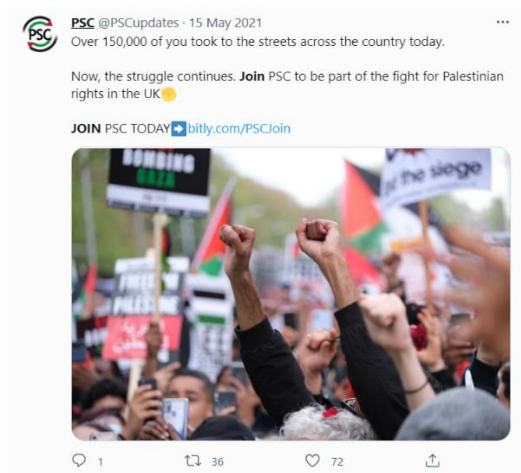 PSC @PSCupdates · 15 May 2021
Over 150,000 of you took to the streets across the country today.
Now, the struggle continues. Join PSC to be part of the fight for Palestinian
rights in the UK✊
JOIN PSC TODAY➡bitly.com/PSCJoin
PSC
BOMBING
GAZA
the siege
FREEDOM
PALESTINE
1
36
72